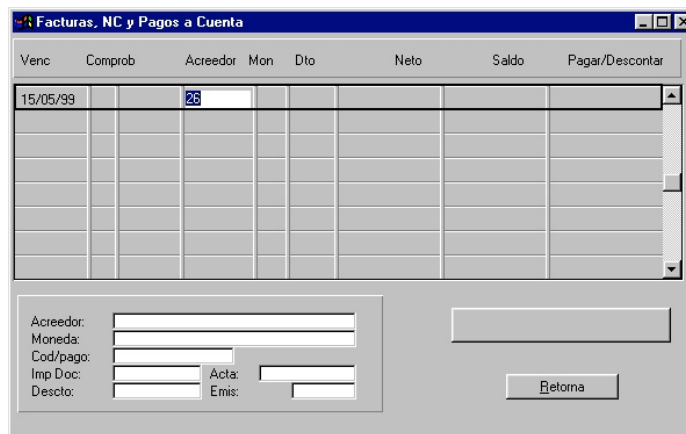 Facturas, NC y Pagos a Cuenta
Venc Comprob Acreedor Mon Dto Neto Saldo Pagar/Descontar
15/05/99 26
Acreedor:
Moneda:
Cod/pago:
Imp Doc: Acta:
Descto: Emis:
Retorna